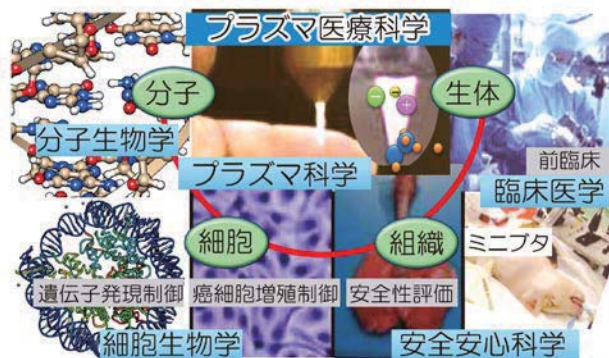 プラズマ医療科学
分子
生体
分子生物学
プラズマ科学
前臨床
臨床医学
細胞
組織
ミニブタ
遺伝子発現制御
癌細胞増殖制御
安全性評価
細胞生物学
安全安心科学